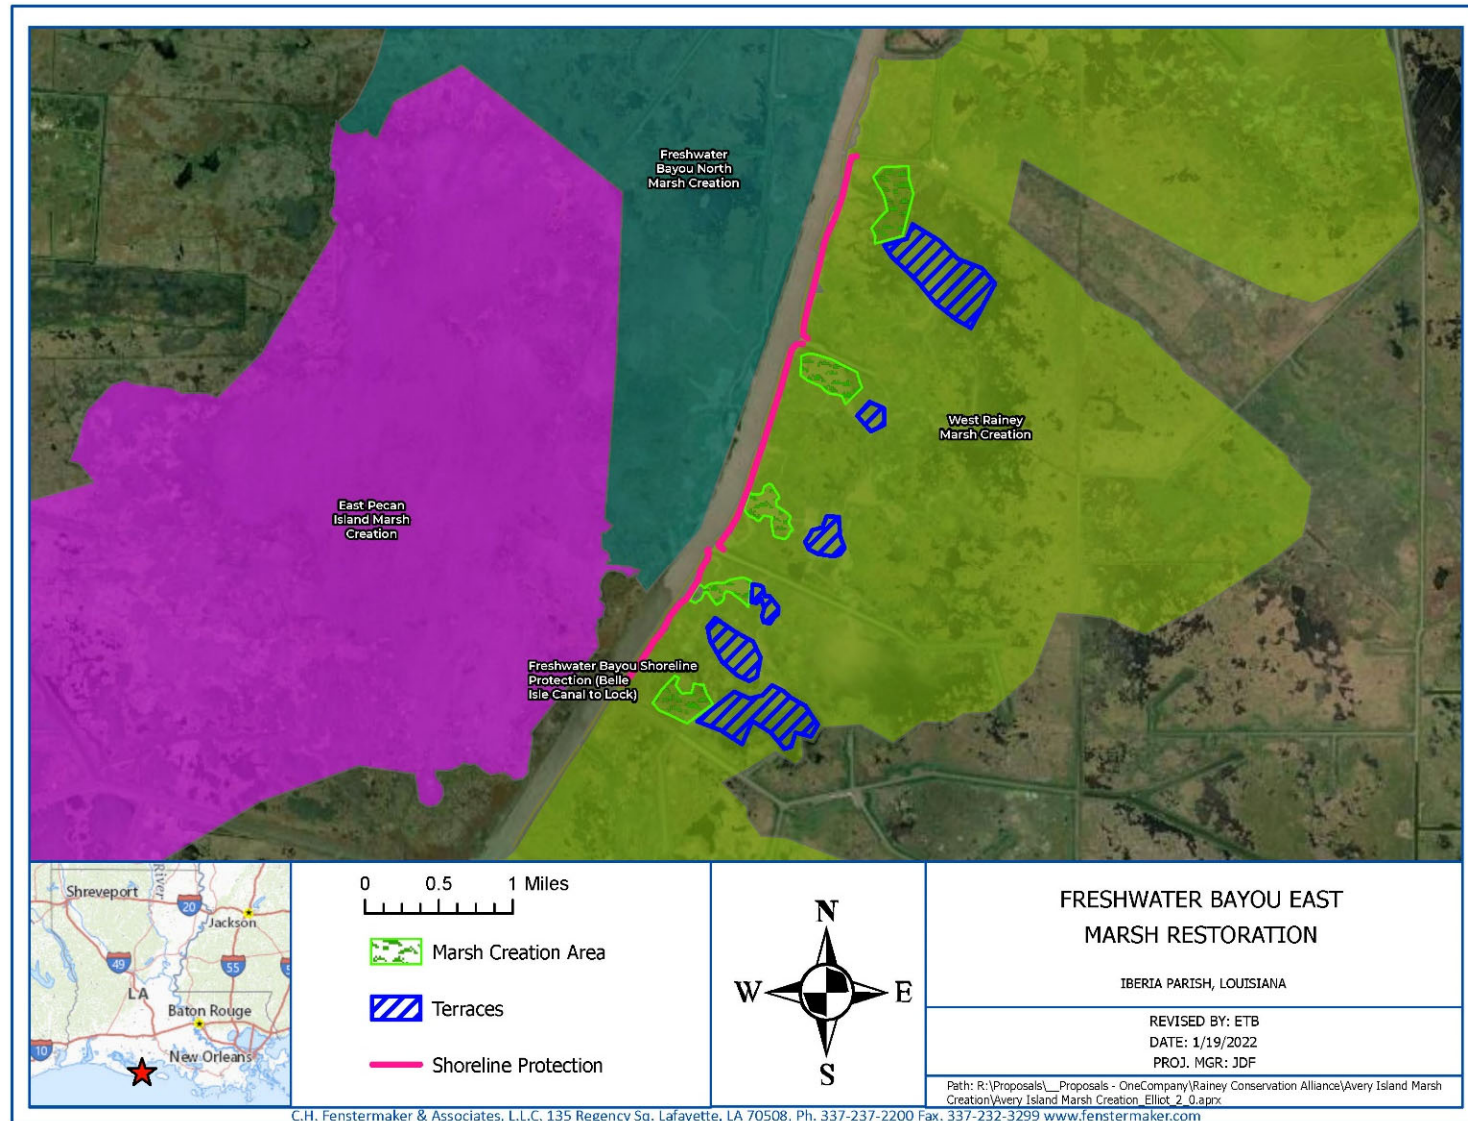 Freshwater
Bayou North
Marsh Creation
West Rainey
Marsh Creation
East Pecan
Island Marsh
Creation
Freshwater Bayou Shoreline
Protection (Belle
Isle Canal to Lock)
Shreveport
River
20
Jackson
49
55
LA
Baton Rouge
10
New Orleans
0 0.5 1 Miles
Marsh Creation Area
Terraces
Shoreline Protection
N
W E
S
FRESHWATER BAYOU EAST
MARSH RESTORATION
IBERIA PARISH, LOUISIANA
REVISED BY: ETB
DATE: 1/19/2022
PROJ. MGR: JDF
Path: R:\Proposals\__Proposals - OneCompany\Rainey Conservation Alliance\Avery Island Marsh
Creation\Avery Island Marsh Creation_Elliot_2_0.aprx
C.H. Fenstermaker & Associates, L.L.C. 135 Regency Sq. Lafayette, LA 70508, Ph. 337-237-2200 Fax. 337-232-3299 www.fenstermaker.com